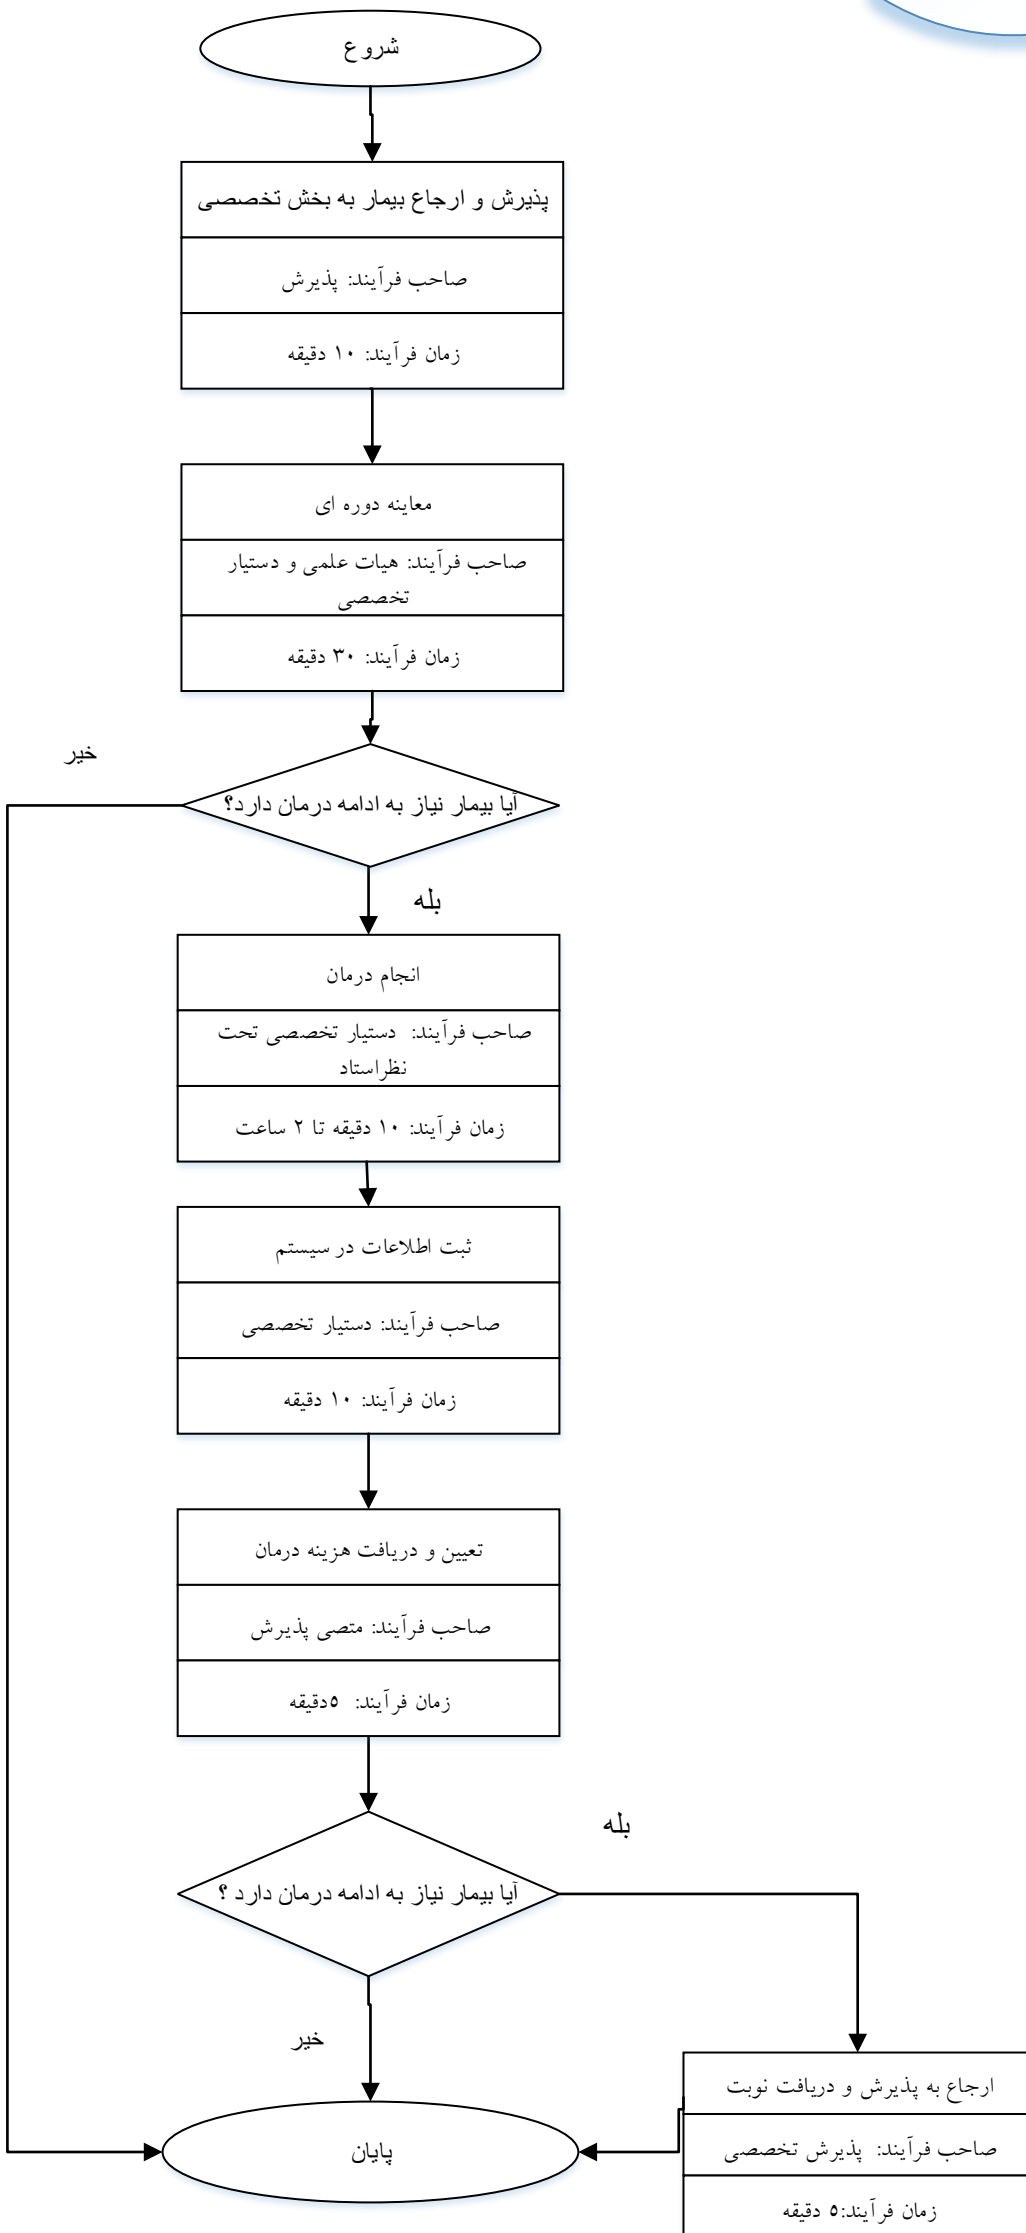 شروع
پذیرش و ارجاع بیمار به بخش تخصصی
صاحب فرآیند: پذیرش
زمان فرآیند: ۱۰ دقیقه
معاینه دوره ای
صاحب فرآیند: هیات علمی و دستیار
تخصصی
زمان فرآیند: ۳۰ دقیقه
خیر
آیا بیمار نیاز به ادامه درمان دارد؟
بله
انجام درمان
صاحب فرآیند: دستیار تخصصی تحت
نظراستاد
زمان فرآیند: ۱۰ دقیقه تا ۲ ساعت
ثبت اطلاعات در سیستم
صاحب فرآیند: دستیار تخصصی
زمان فرآیند: ۱۰ دقیقه
تعیین و دریافت هزینه درمان
صاحب فرآیند: متصی پذیرش
زمان فرآیند: ۵دقیقه
بله
آیا بیمار نیاز به ادامه درمان دارد ؟
خیر
ارجاع به پذیرش و دریافت نوبت
صاحب فرآیند: پذیرش تخصصی
زمان فرآیند:۵ دقیقه
پایان